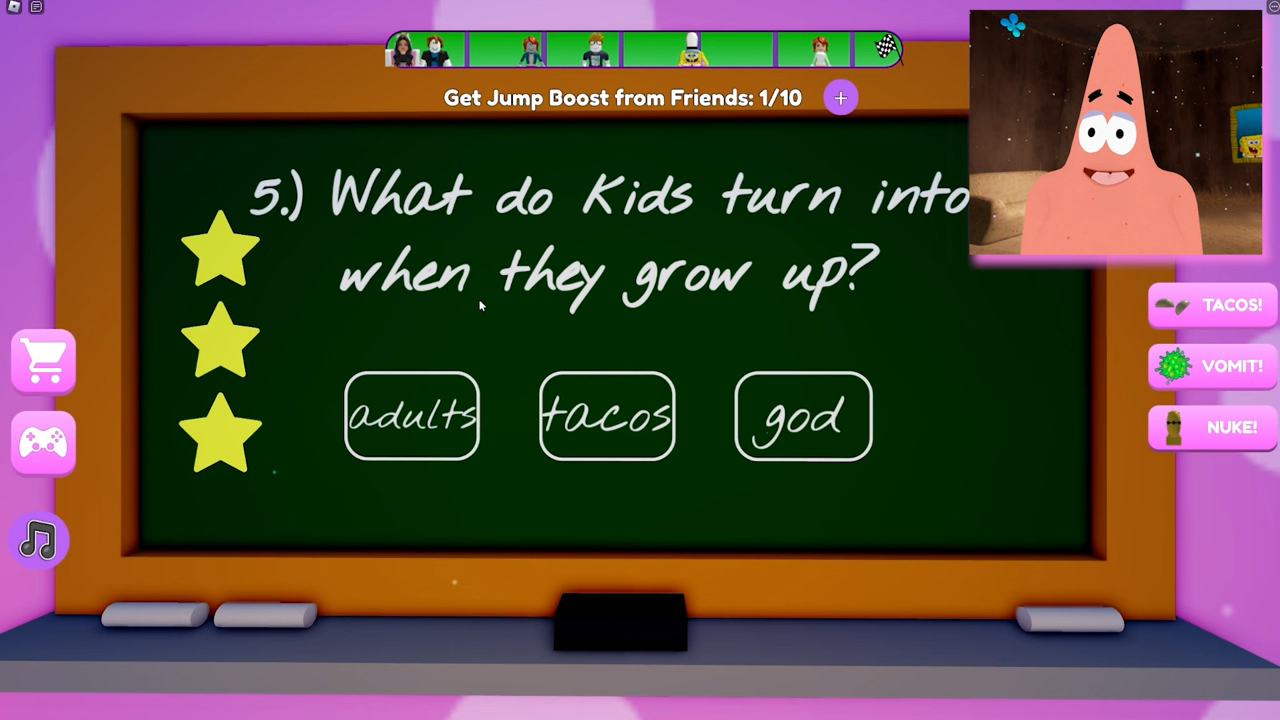 Get Jump Boost from Friends: 1/10
+
5.) What do Kids turn into
when they grow up?
adults
tacos
god
TACOS!
VOMIT!
NUKE!